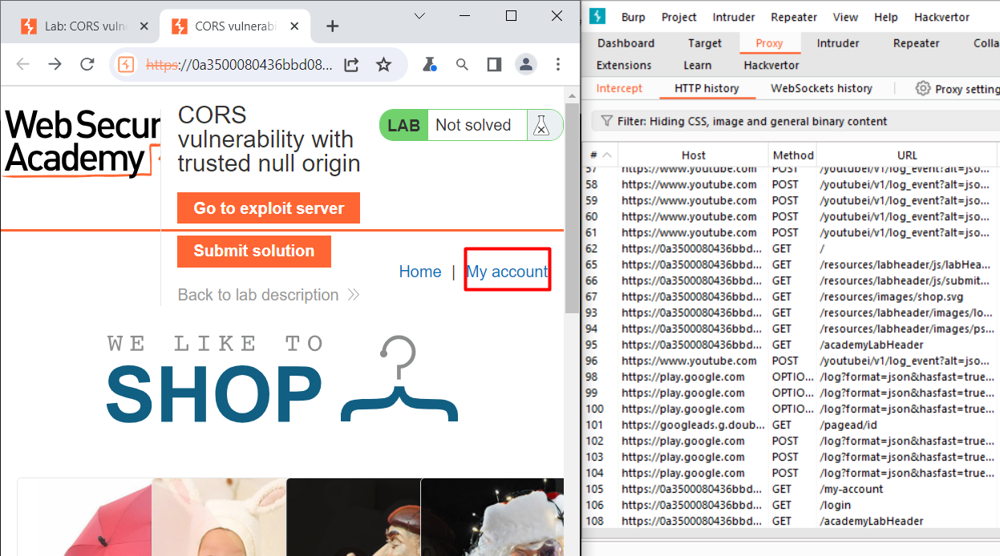 Lab: CORS vuln
CORS vulnerabi
https://0a3500080436bbd08...
Web Secur
Academy
CORS
vulnerability with
trusted null origin
LAB Not solved
Go to exploit server
Submit solution
Back to lab description
Home | My account
WE LIKE TO
SHOP
Burp Project Intruder Repeater View Help Hackvertor
Dashboard Target Proxy Intruder Repeater Colla
Extensions Learn Hackvertor
Intercept HTTP history WebSockets history Proxy setting
Filter: Hiding CSS, image and general binary content
# Host Method URL
57 https://www.youtube.com POST /youtubei/v1/log_event?alt=jso...
58 https://www.youtube.com POST /youtubei/v1/log_event?alt=jso...
59 https://www.youtube.com POST /youtubei/v1/log_event?alt=jso...
60 https://www.youtube.com POST /youtubei/v1/log_event?alt=jso...
61 https://www.youtube.com POST /youtubei/v1/log_event?alt=jso...
62 https://0a3500080436bbd... GET /
65 https://0a3500080436bbd... GET /resources/labheader/js/labHea...
66 https://0a3500080436bbd... GET /resources/labheader/js/submit...
67 https://0a3500080436bbd... GET /resources/images/shop.svg
93 https://0a3500080436bbd... GET /resources/labheader/images/lo...
94 https://0a3500080436bbd... GET /resources/labheader/images/ps...
95 https://0a3500080436bbd... GET /academyLabHeader
96 https://www.youtube.com POST /youtubei/v1/log_event?alt=jso...
98 https://play.google.com OPTIO... /log?format=json&hasfast=true...
99 https://play.google.com OPTIO... /log?format=json&hasfast=true...
100 https://play.google.com OPTIO... /log?format=json&hasfast=true...
101 https://googleads.g.doub... GET /pagead/id
102 https://play.google.com POST /log?format=json&hasfast=true...
103 https://play.google.com POST /log?format=json&hasfast=true...
104 https://play.google.com POST /log?format=json&hasfast=true...
105 https://0a3500080436bbd... GET /my-account
106 https://0a3500080436bbd... GET /login
108 https://0a3500080436bbd... GET /academyLabHeader